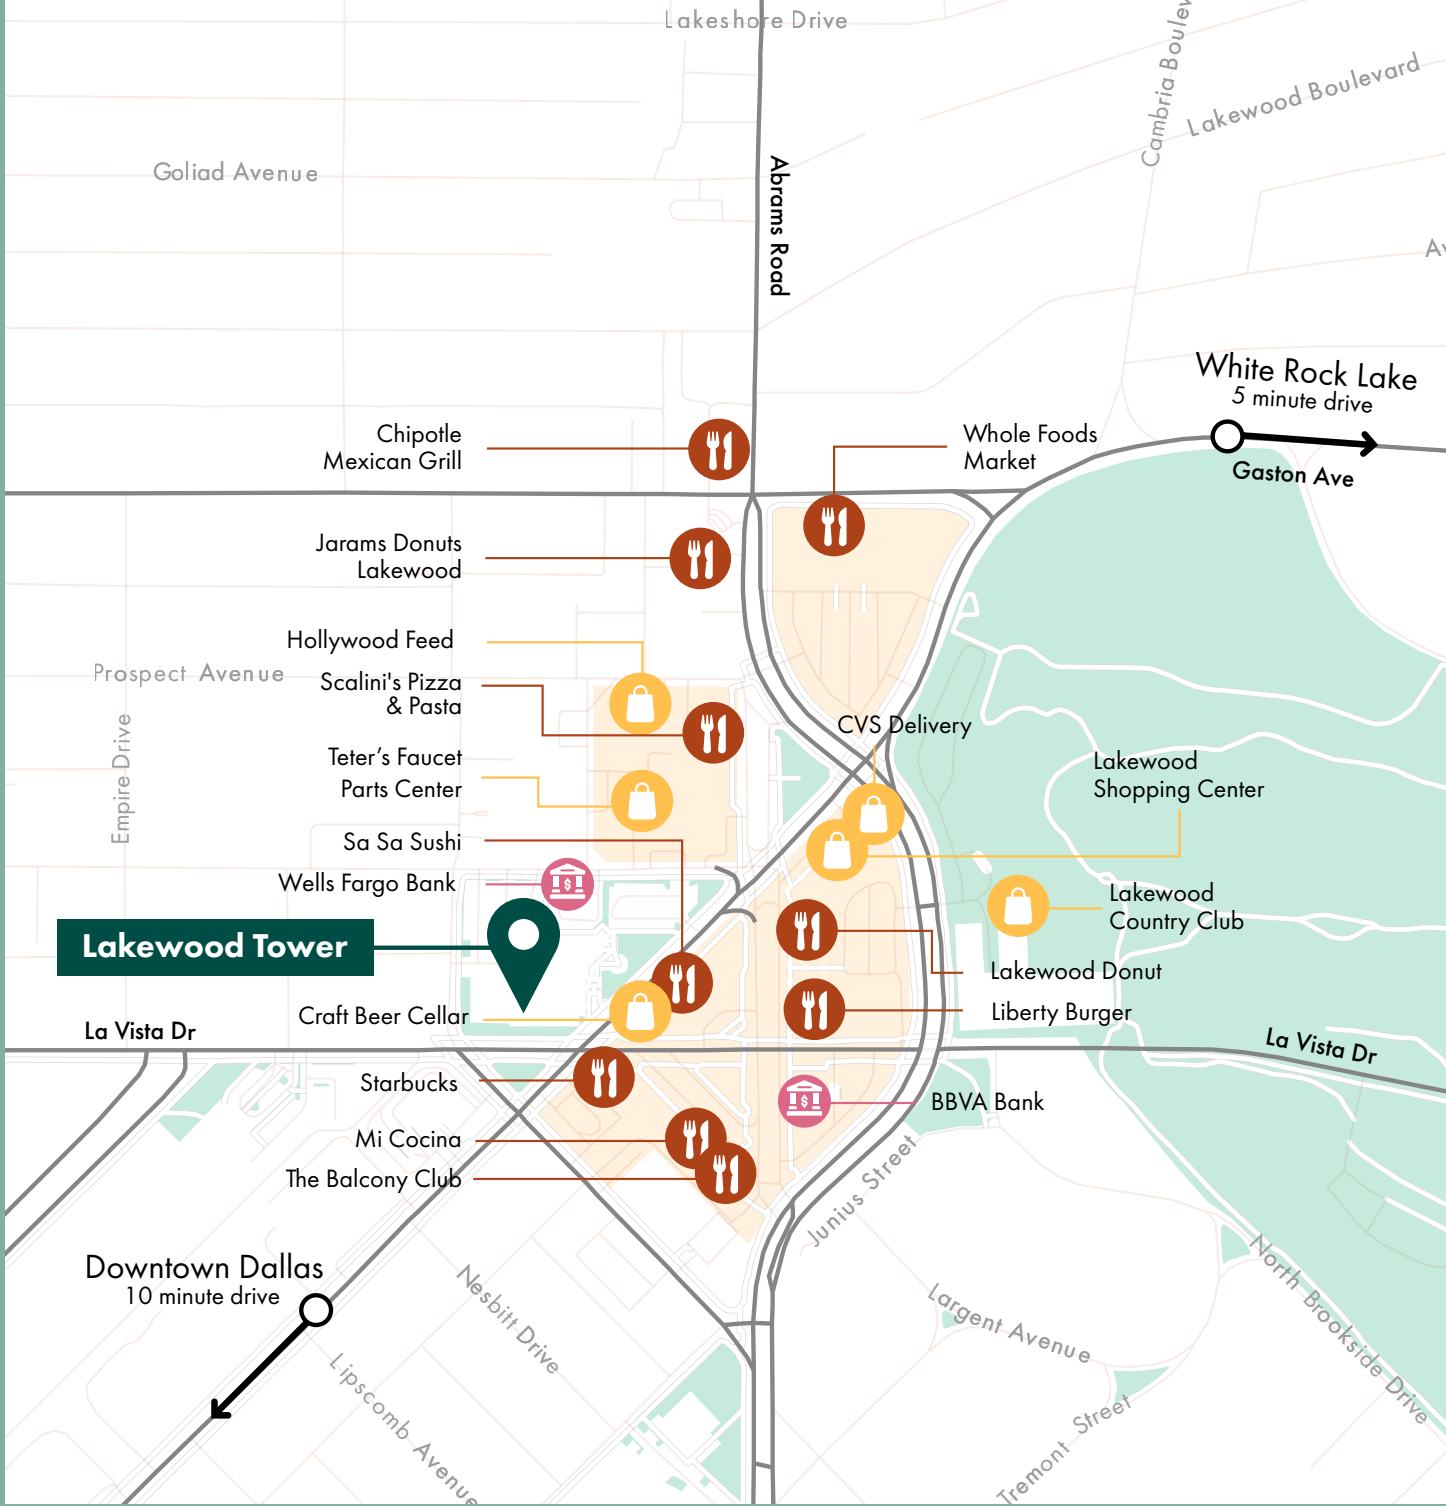 Lakeshore Drive
Cambria Boulev
Lakewood Boulevard
Goliad Avenue
Abrams Road
Av
White Rock Lake
5 minute drive
Gaston Ave
Chipotle
Mexican Grill
Whole Foods
Market
Jarams Donuts
Lakewood
Hollywood Feed
Prospect Avenue
Scalini's Pizza
& Pasta
CVS Delivery
Empire Drive
Teter's Faucet
Parts Center
Lakewood
Shopping Center
Sa Sa Sushi
Wells Fargo Bank
$
Lakewood
Country Club
Lakewood Tower
Lakewood Donut
Craft Beer Cellar
Liberty Burger
La Vista Dr
La Vista Dr
Starbucks
BBVA Bank
$
Mi Cocina
The Balcony Club
Junius Street
Downtown Dallas
10 minute drive
Nesbitt Drive
Lipscomb Avenue
Largent Avenue
North Brookside Drive
Tremont Street